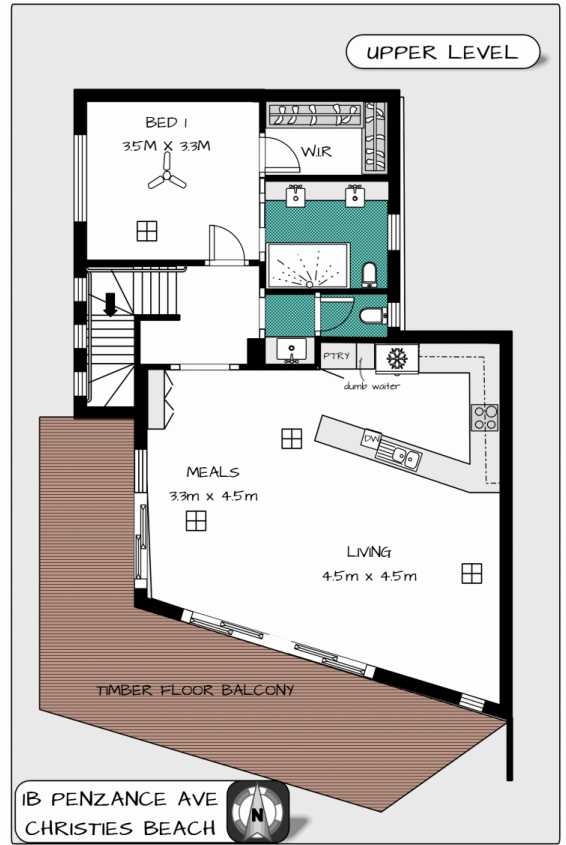 UPPER LEVEL
BED 1
3.5M X 3.3M
W.I.R
PTRY
dumb waiter
DW
MEALS
3.3m x 4.5m
LIVING
4.5m x 4.5m
TIMBER FLOOR BALCONY
1B PENZANCE AVE
CHRISTIES BEACH
N